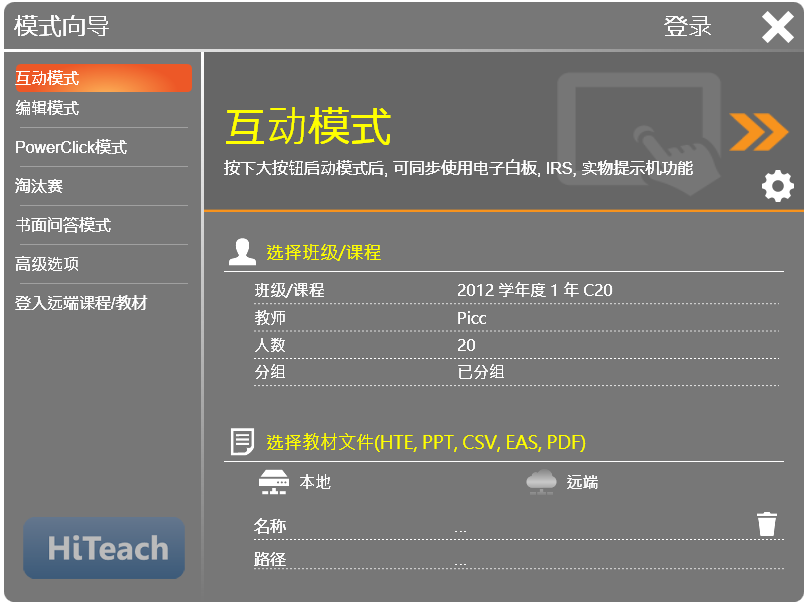 模式向导
登录
互动模式
编辑模式
PowerClick模式
淘汰赛
书面问答模式
高级选项
登入远端课程/教材
HiTeach
互动模式
按下大按钮启动模式后, 可同步使用电子白板, IRS, 实物提示机功能
选择班级/课程
班级/课程 2012 学年度 1 年 C20
教师 Picc
人数 20
分组 已分组
选择教材文件(HTE, PPT, CSV, EAS, PDF)
本地 远端
名称 ...
路径 ...